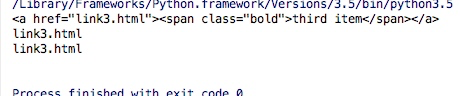 /Library/Frameworks/Python.framework/Versions/3.5/bin/python3.5
<a href="link3.html"><span class="bold">third item</span></a>
link3.html
link3.html
Process finished with exit code 0